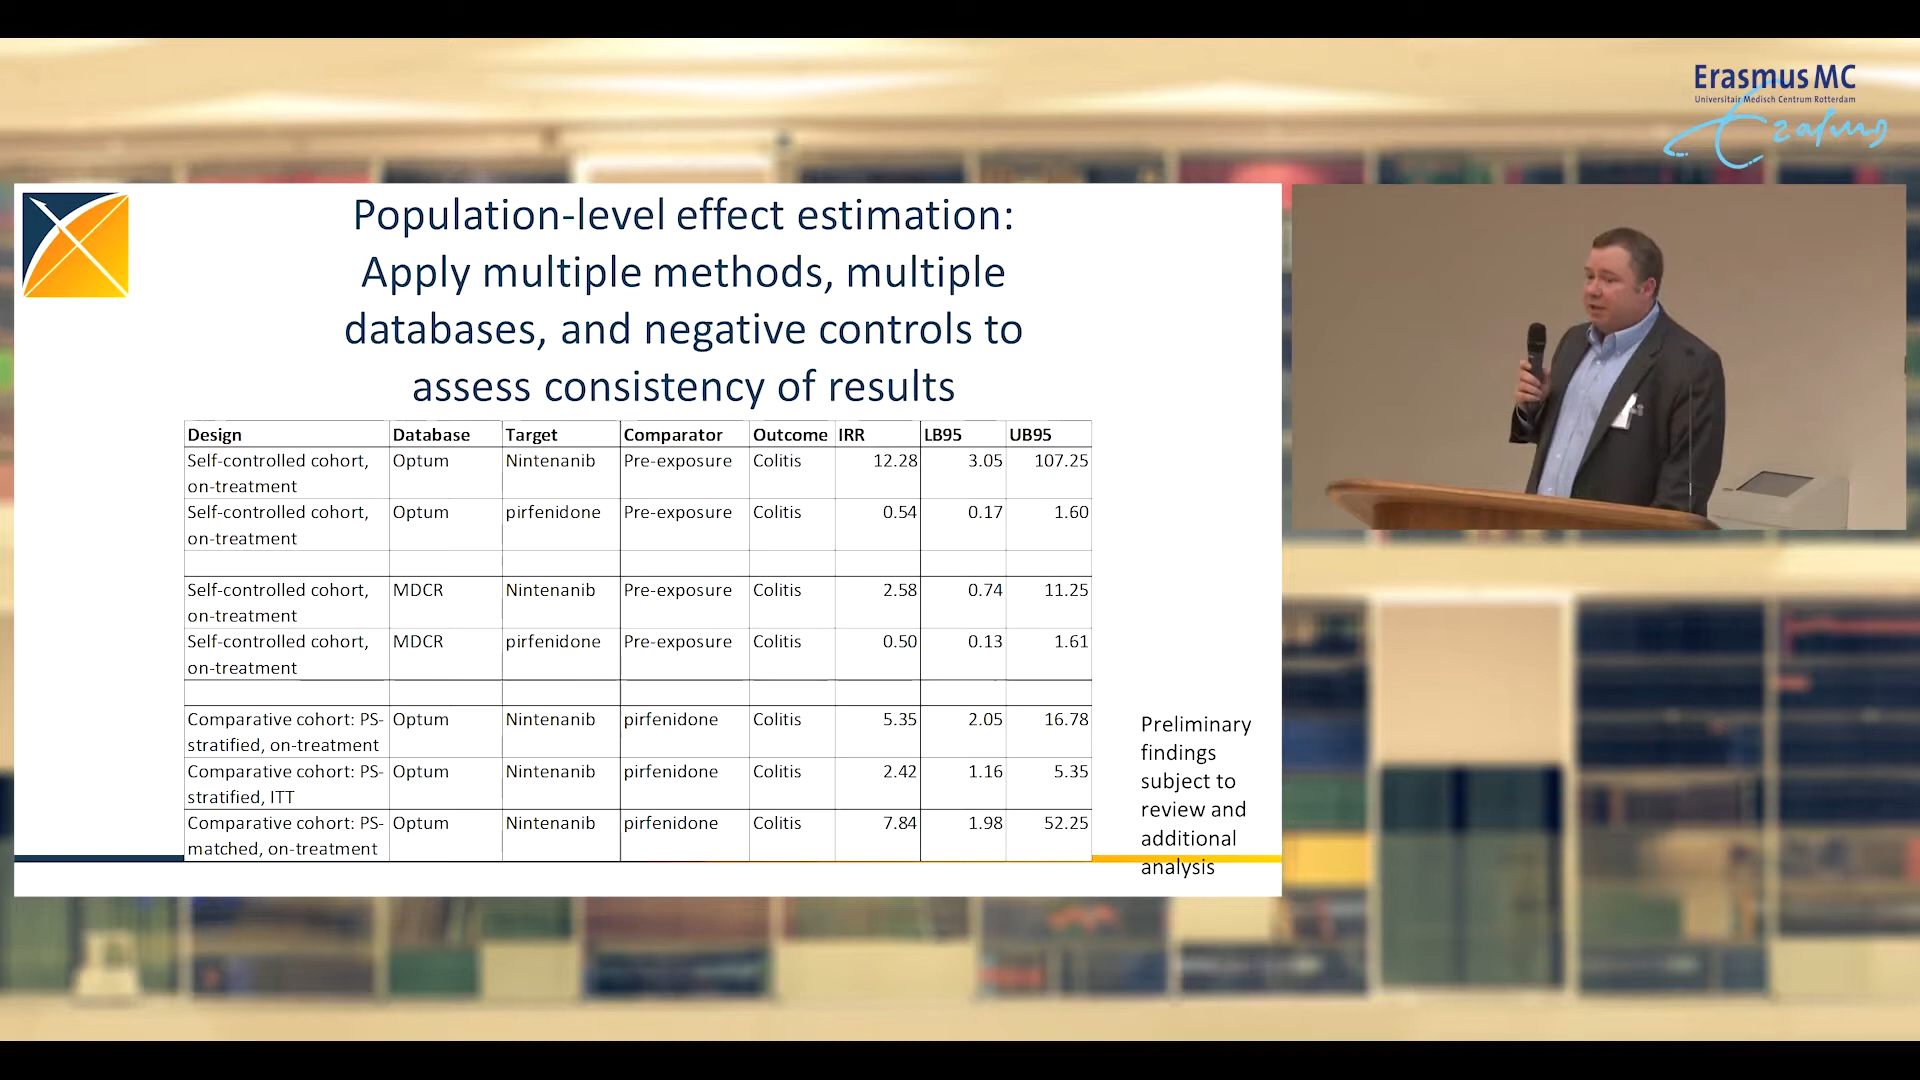 Erasmus MC
Universitair Medisch Centrum Rotterdam
Erasmus
Population-level effect estimation:
Apply multiple methods, multiple
databases, and negative controls to
assess consistency of results
Design Database Target Comparator Outcome IRR LB95 UB95
Self-controlled cohort, on-treatment Optum Nintenanib Pre-exposure Colitis 12.28 3.05 107.25
Self-controlled cohort, on-treatment Optum pirfenidone Pre-exposure Colitis 0.54 0.17 1.60
Self-controlled cohort, on-treatment MDCR Nintenanib Pre-exposure Colitis 2.58 0.74 11.25
Self-controlled cohort, on-treatment MDCR pirfenidone Pre-exposure Colitis 0.50 0.13 1.61
Comparative cohort: PS-stratified, on-treatment Optum Nintenanib pirfenidone Colitis 5.35 2.05 16.78
Comparative cohort: PS-stratified, ITT Optum Nintenanib pirfenidone Colitis 2.42 1.16 5.35
Comparative cohort: PS-matched, on-treatment Optum Nintenanib pirfenidone Colitis 7.84 1.98 52.25
Preliminary
findings
subject to
review and
additional
analysis